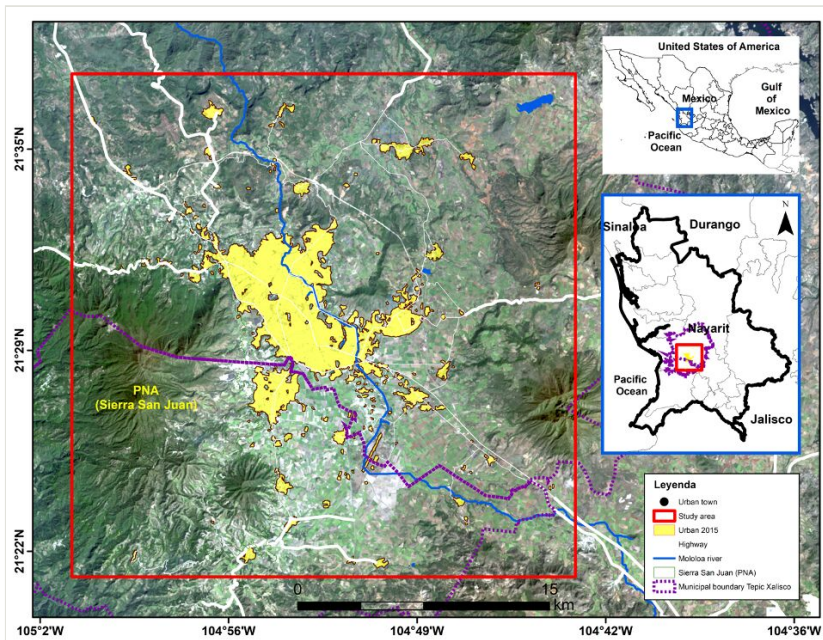 United States of America
Mexico
Gulf
of
Mexico
Pacific
Ocean
Sinaloa
Durango
Nayarit
Pacific
Ocean
Jalisco
PNA
(Sierra San Juan)
21°35'N
21°29'N
21°22'N
Leyenda
Urban town
Study area
Urban 2015
Highway
Mololoa river
Sierra San Juan (PNA)
Municipal boundary Tepic Xalisco
0
15
km
105°2'W
104°56'W
104°49'W
104°42'W
104°36'W